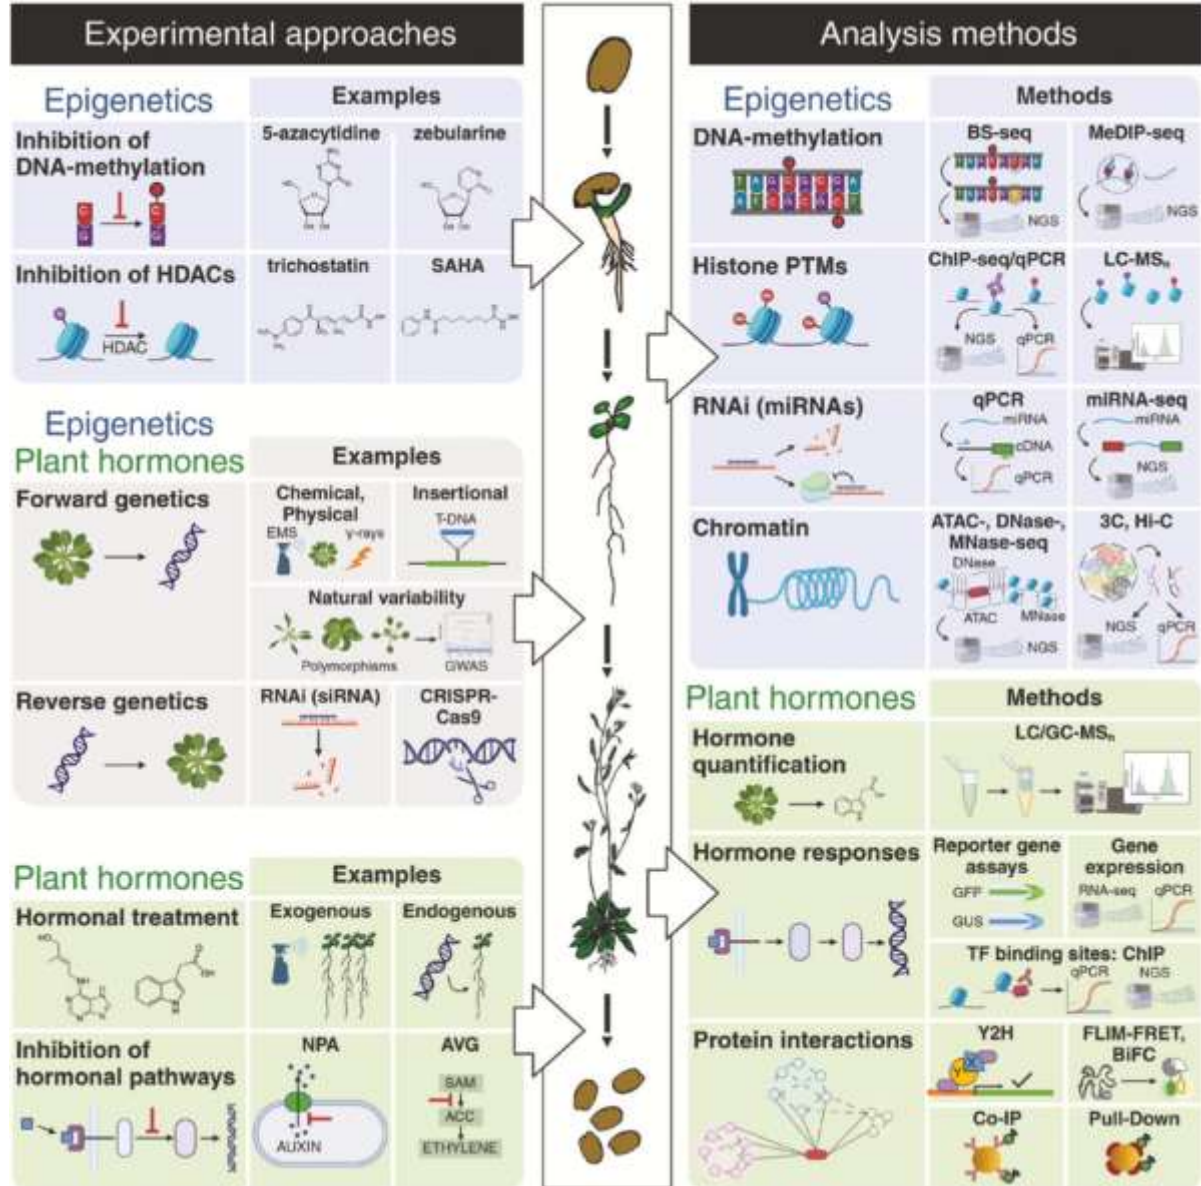 Experimental approaches
Epigenetics
Examples
Inhibition of
DNA-methylation
5-azacytidine
zebularine
Inhibition of HDACs
HDAC
trichostatin
SAHA
Epigenetics
Plant hormones
Examples
Forward genetics
Chemical,
Physical
EMS
γ-rays
Insertional
T-DNA
Natural variability
Polymorphisms
GWAS
Reverse genetics
RNAi (siRNA)
CRISPR-
Cas9
Plant hormones
Examples
Hormonal treatment
Exogenous
Endogenous
Inhibition of
hormonal pathways
NPA
AUXIN
AVG
SAM
ACC
ETHYLENE
Analysis methods
Epigenetics
Methods
DNA-methylation
BS-seq
NGS
MeDIP-seq
NGS
Histone PTMs
ChIP-seq/qPCR
NGS
qPCR
LC-MSn
RNAi (miRNAs)
qPCR
miRNA
cDNA
qPCR
miRNA-seq
miRNA
NGS
Chromatin
ATAC-, DNase-,
MNase-seq
DNase
ATAC
MNase
NGS
3C, Hi-C
NGS
qPCR
Plant hormones
Methods
Hormone
quantification
LC/GC-MSn
Hormone responses
Reporter gene
assays
GFP
GUS
Gene
expression
RNA-seq
qPCR
TF binding sites: ChIP
qPCR
NGS
Protein interactions
Y2H
Y
X
FLIM-FRET,
BiFC
Co-IP
Pull-Down